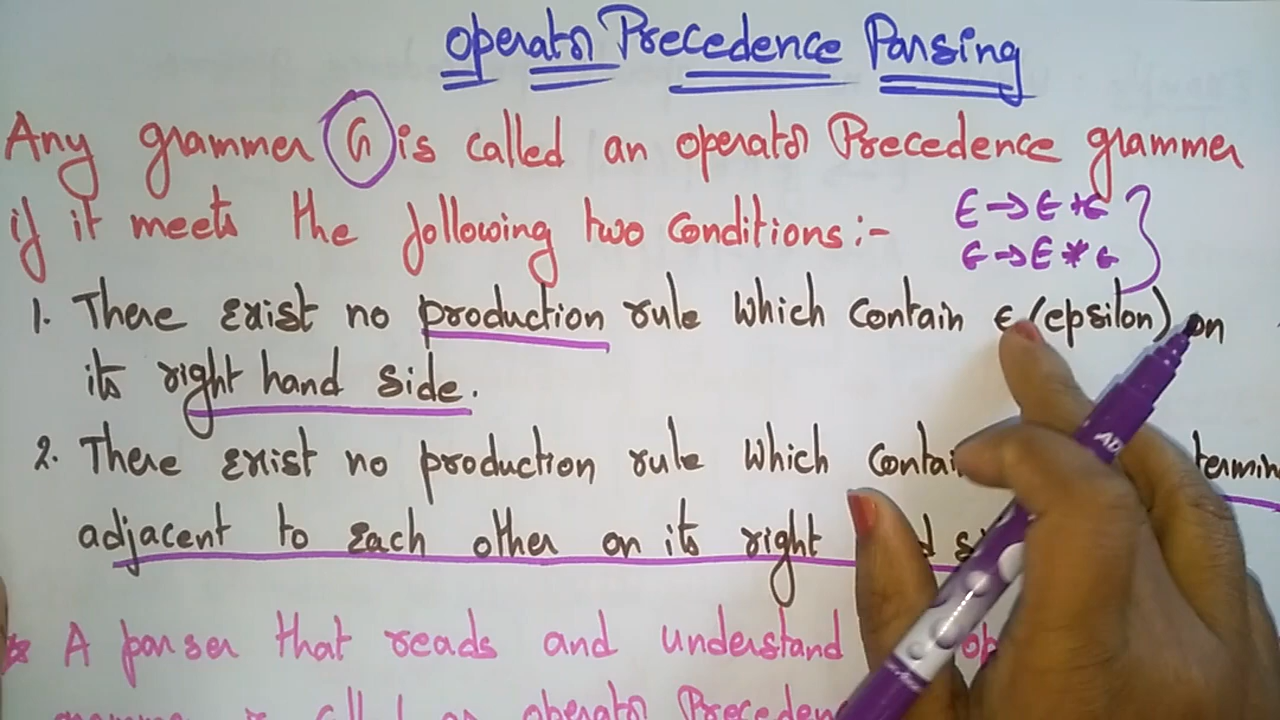 operator Precedence Parsing
Any grammer G is called an operator Precedence grammer
if it meets the following two Conditions:-
E→E+E
E→E*E
1. There exist no production rule which contain ϵ (epsilon) on
its right hand side.
2. There exist no production rule which
adjacent to each other on its right
* A parser that reads and understand